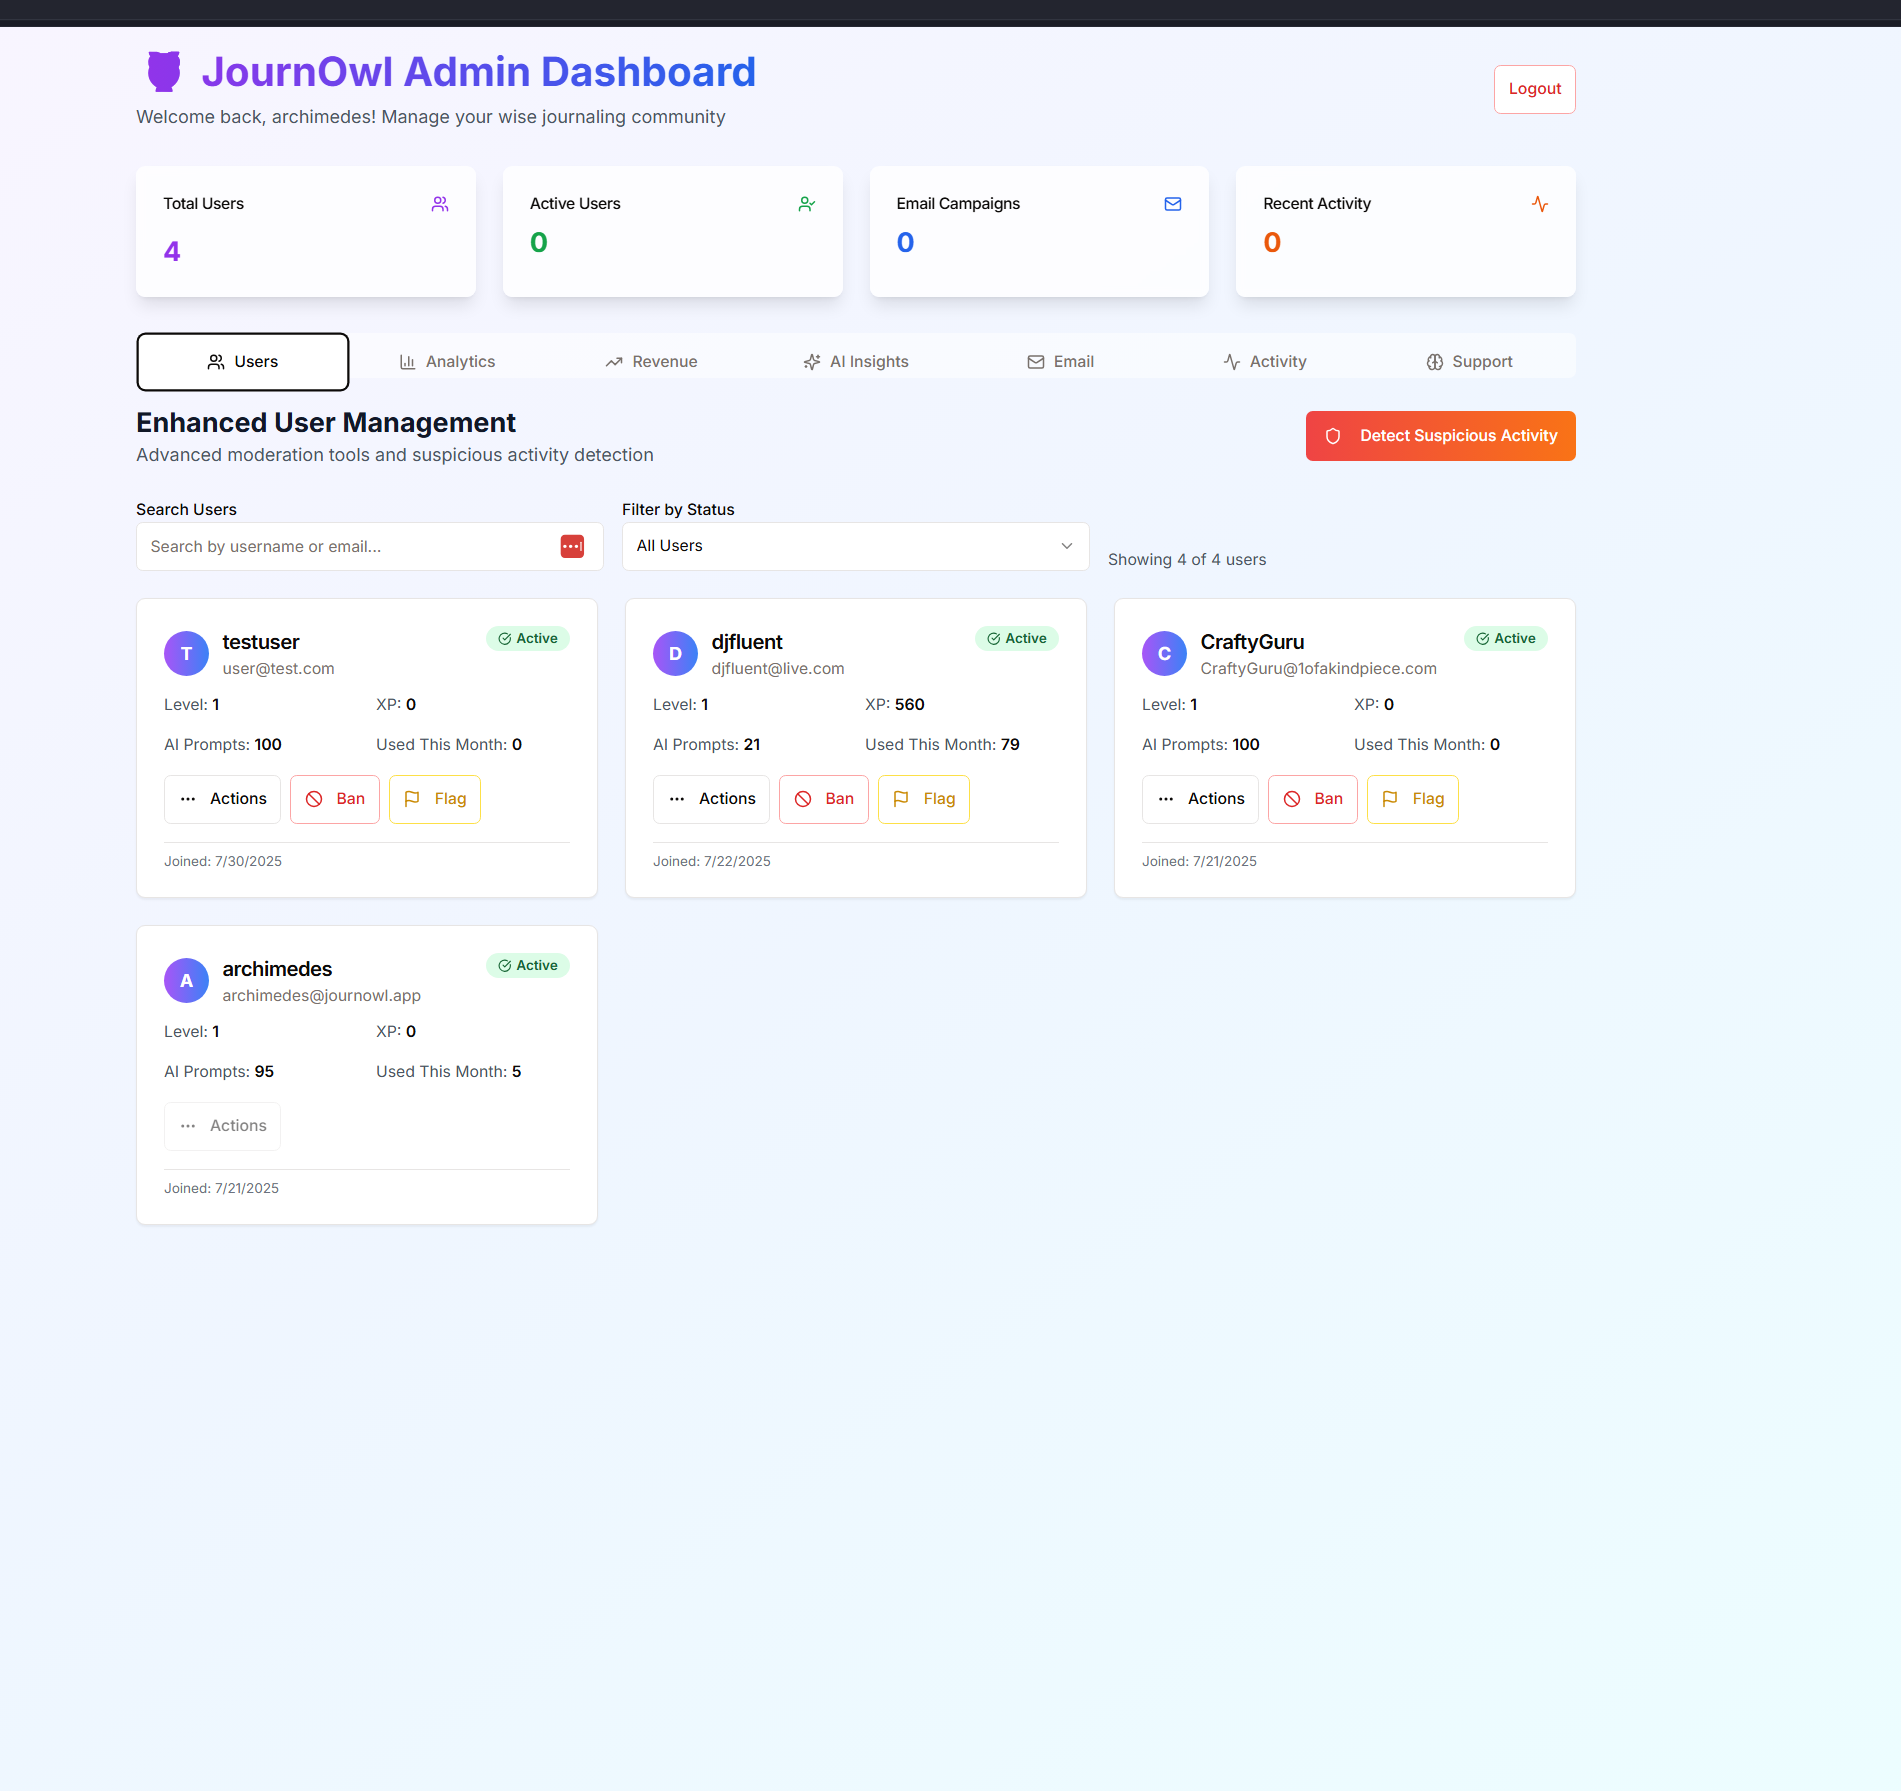 JournOwl Admin Dashboard
Welcome back, archimedes! Manage your wise journaling community
Logout
Total Users
4
Active Users
0
Email Campaigns
0
Recent Activity
0
Users
Analytics
Revenue
AI Insights
Email
Activity
Support
Enhanced User Management
Advanced moderation tools and suspicious activity detection
Detect Suspicious Activity
Search Users
Search by username or email...
Filter by Status
All Users
Showing 4 of 4 users
T
testuser
user@test.com
Active
Level: 1
XP: 0
AI Prompts: 100
Used This Month: 0
Actions
Ban
Flag
Joined: 7/30/2025
D
djfluent
djfluent@live.com
Active
Level: 1
XP: 560
AI Prompts: 21
Used This Month: 79
Actions
Ban
Flag
Joined: 7/22/2025
C
CraftyGuru
CraftyGuru@1ofakindpiece.com
Active
Level: 1
XP: 0
AI Prompts: 100
Used This Month: 0
Actions
Ban
Flag
Joined: 7/21/2025
A
archimedes
archimedes@journowl.app
Active
Level: 1
XP: 0
AI Prompts: 95
Used This Month: 5
Actions
Joined: 7/21/2025